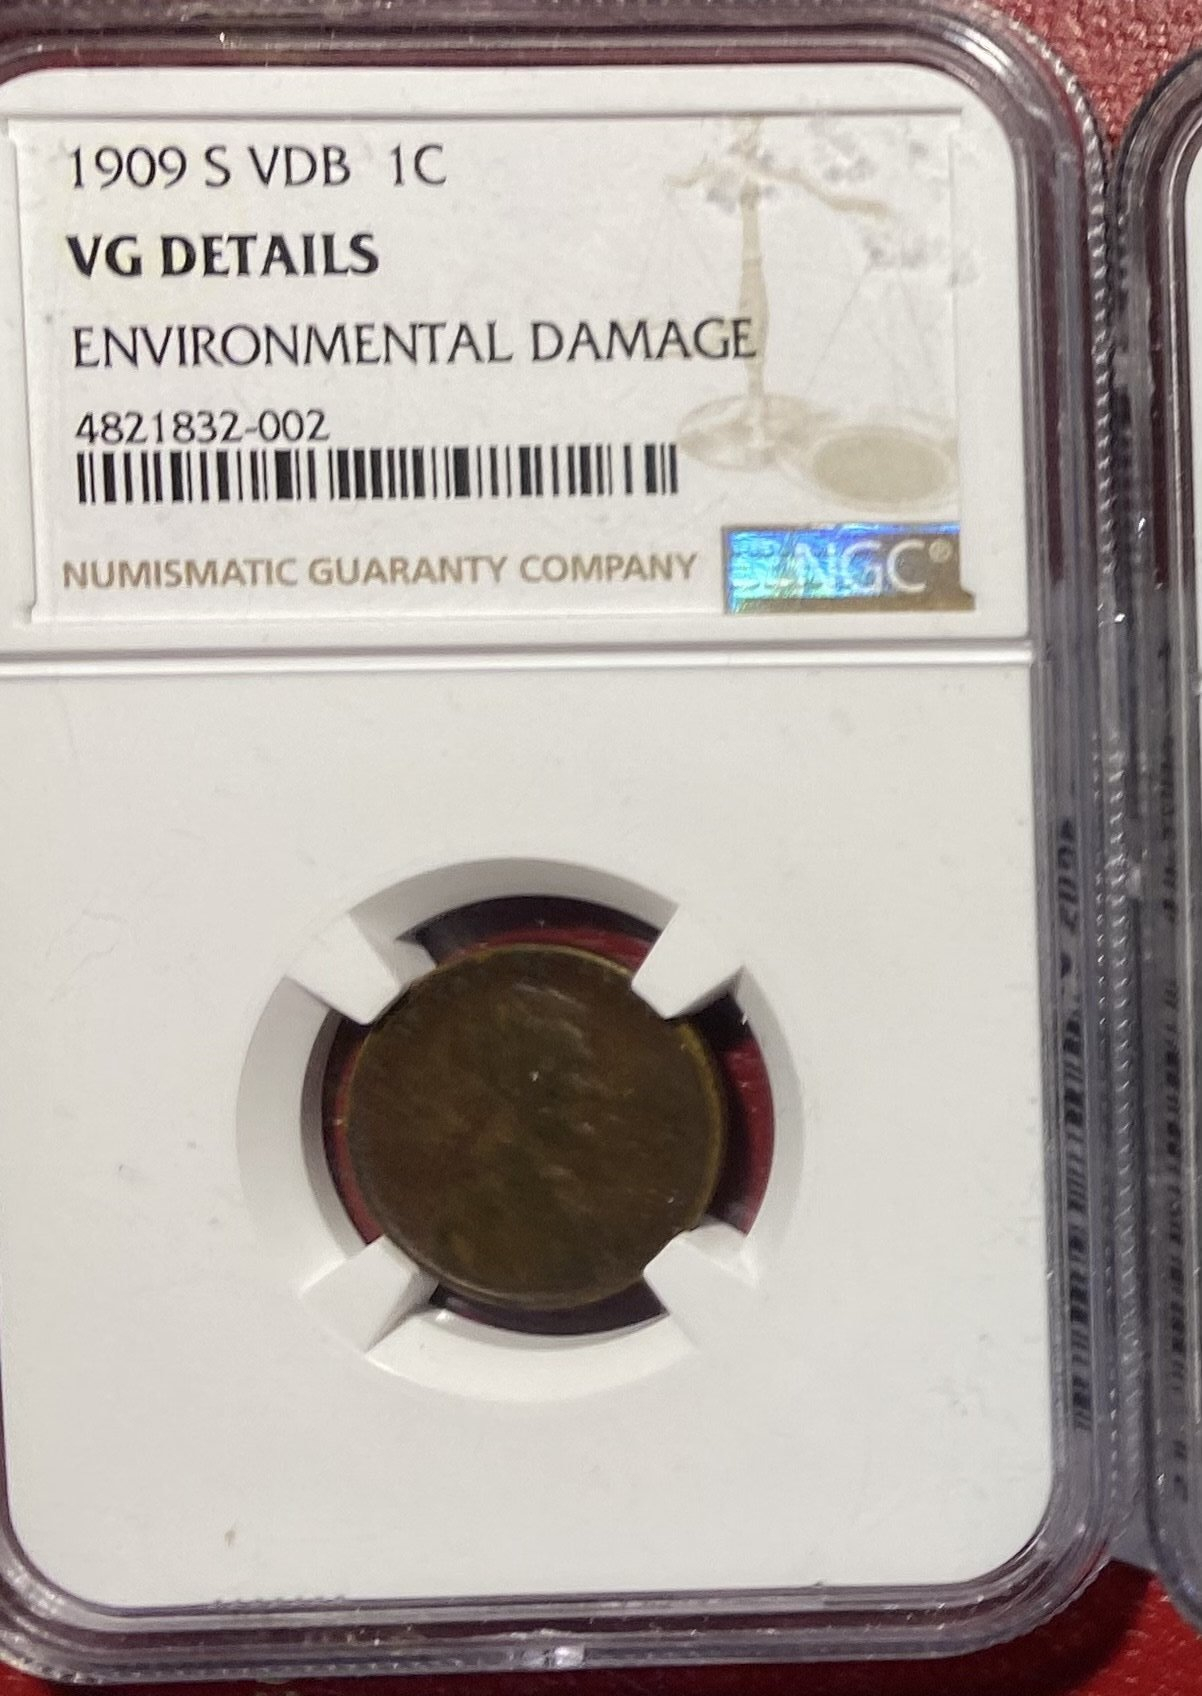 1909 S VDB 1C
VG DETAILS
ENVIRONMENTAL DAMAGE
4821832-002
NUMISMATIC GUARANTY COMPANY
NGC®